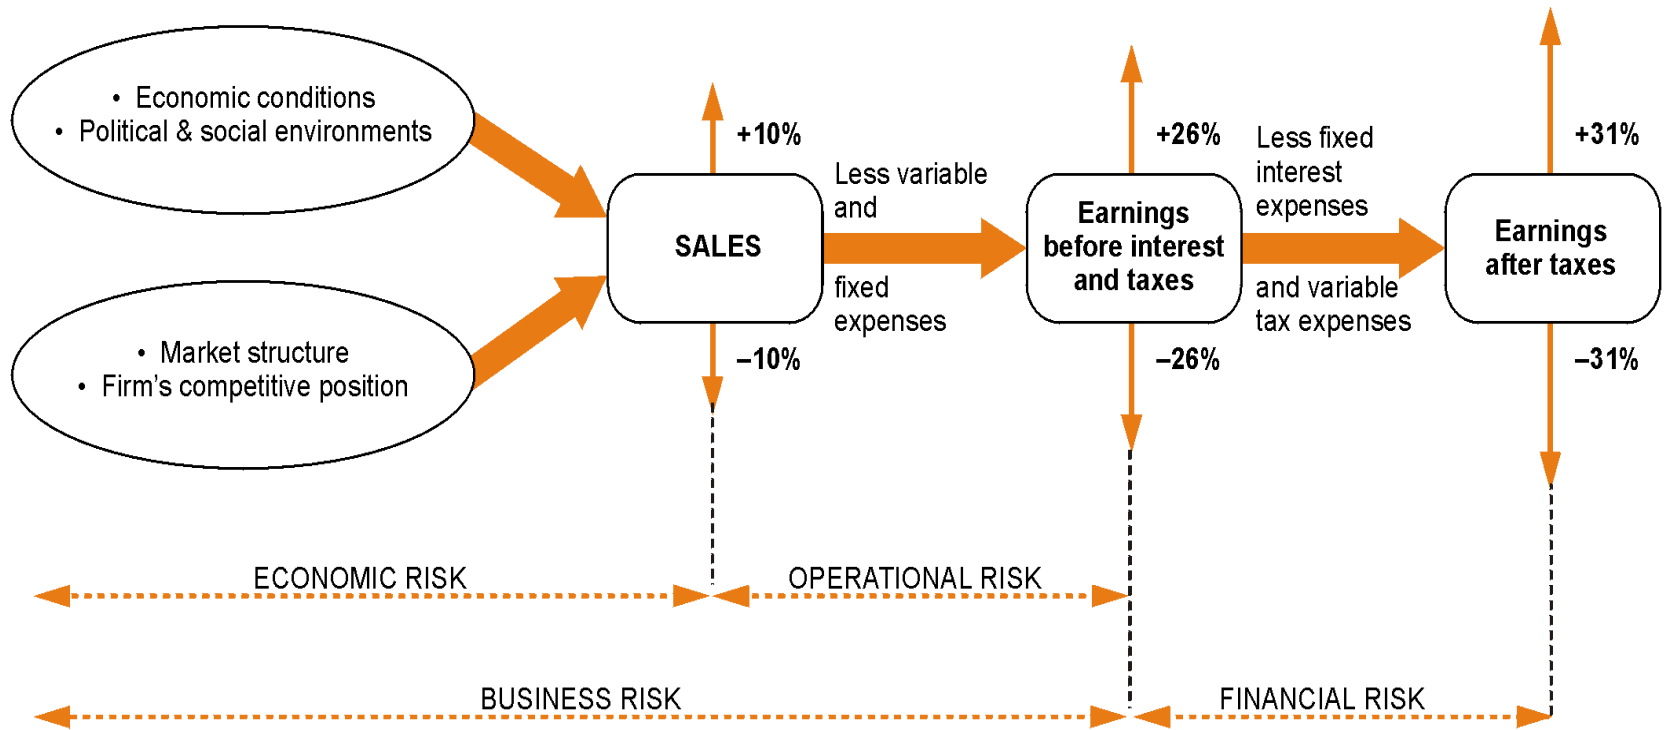 • Economic conditions
• Political & social environments
• Market structure
• Firm's competitive position
+10%
SALES
–10%
Less variable
and
fixed
expenses
+26%
Earnings
before interest
and taxes
–26%
Less fixed
interest
expenses
and variable
tax expenses
+31%
Earnings
after taxes
–31%
ECONOMIC RISK
OPERATIONAL RISK
BUSINESS RISK
FINANCIAL RISK